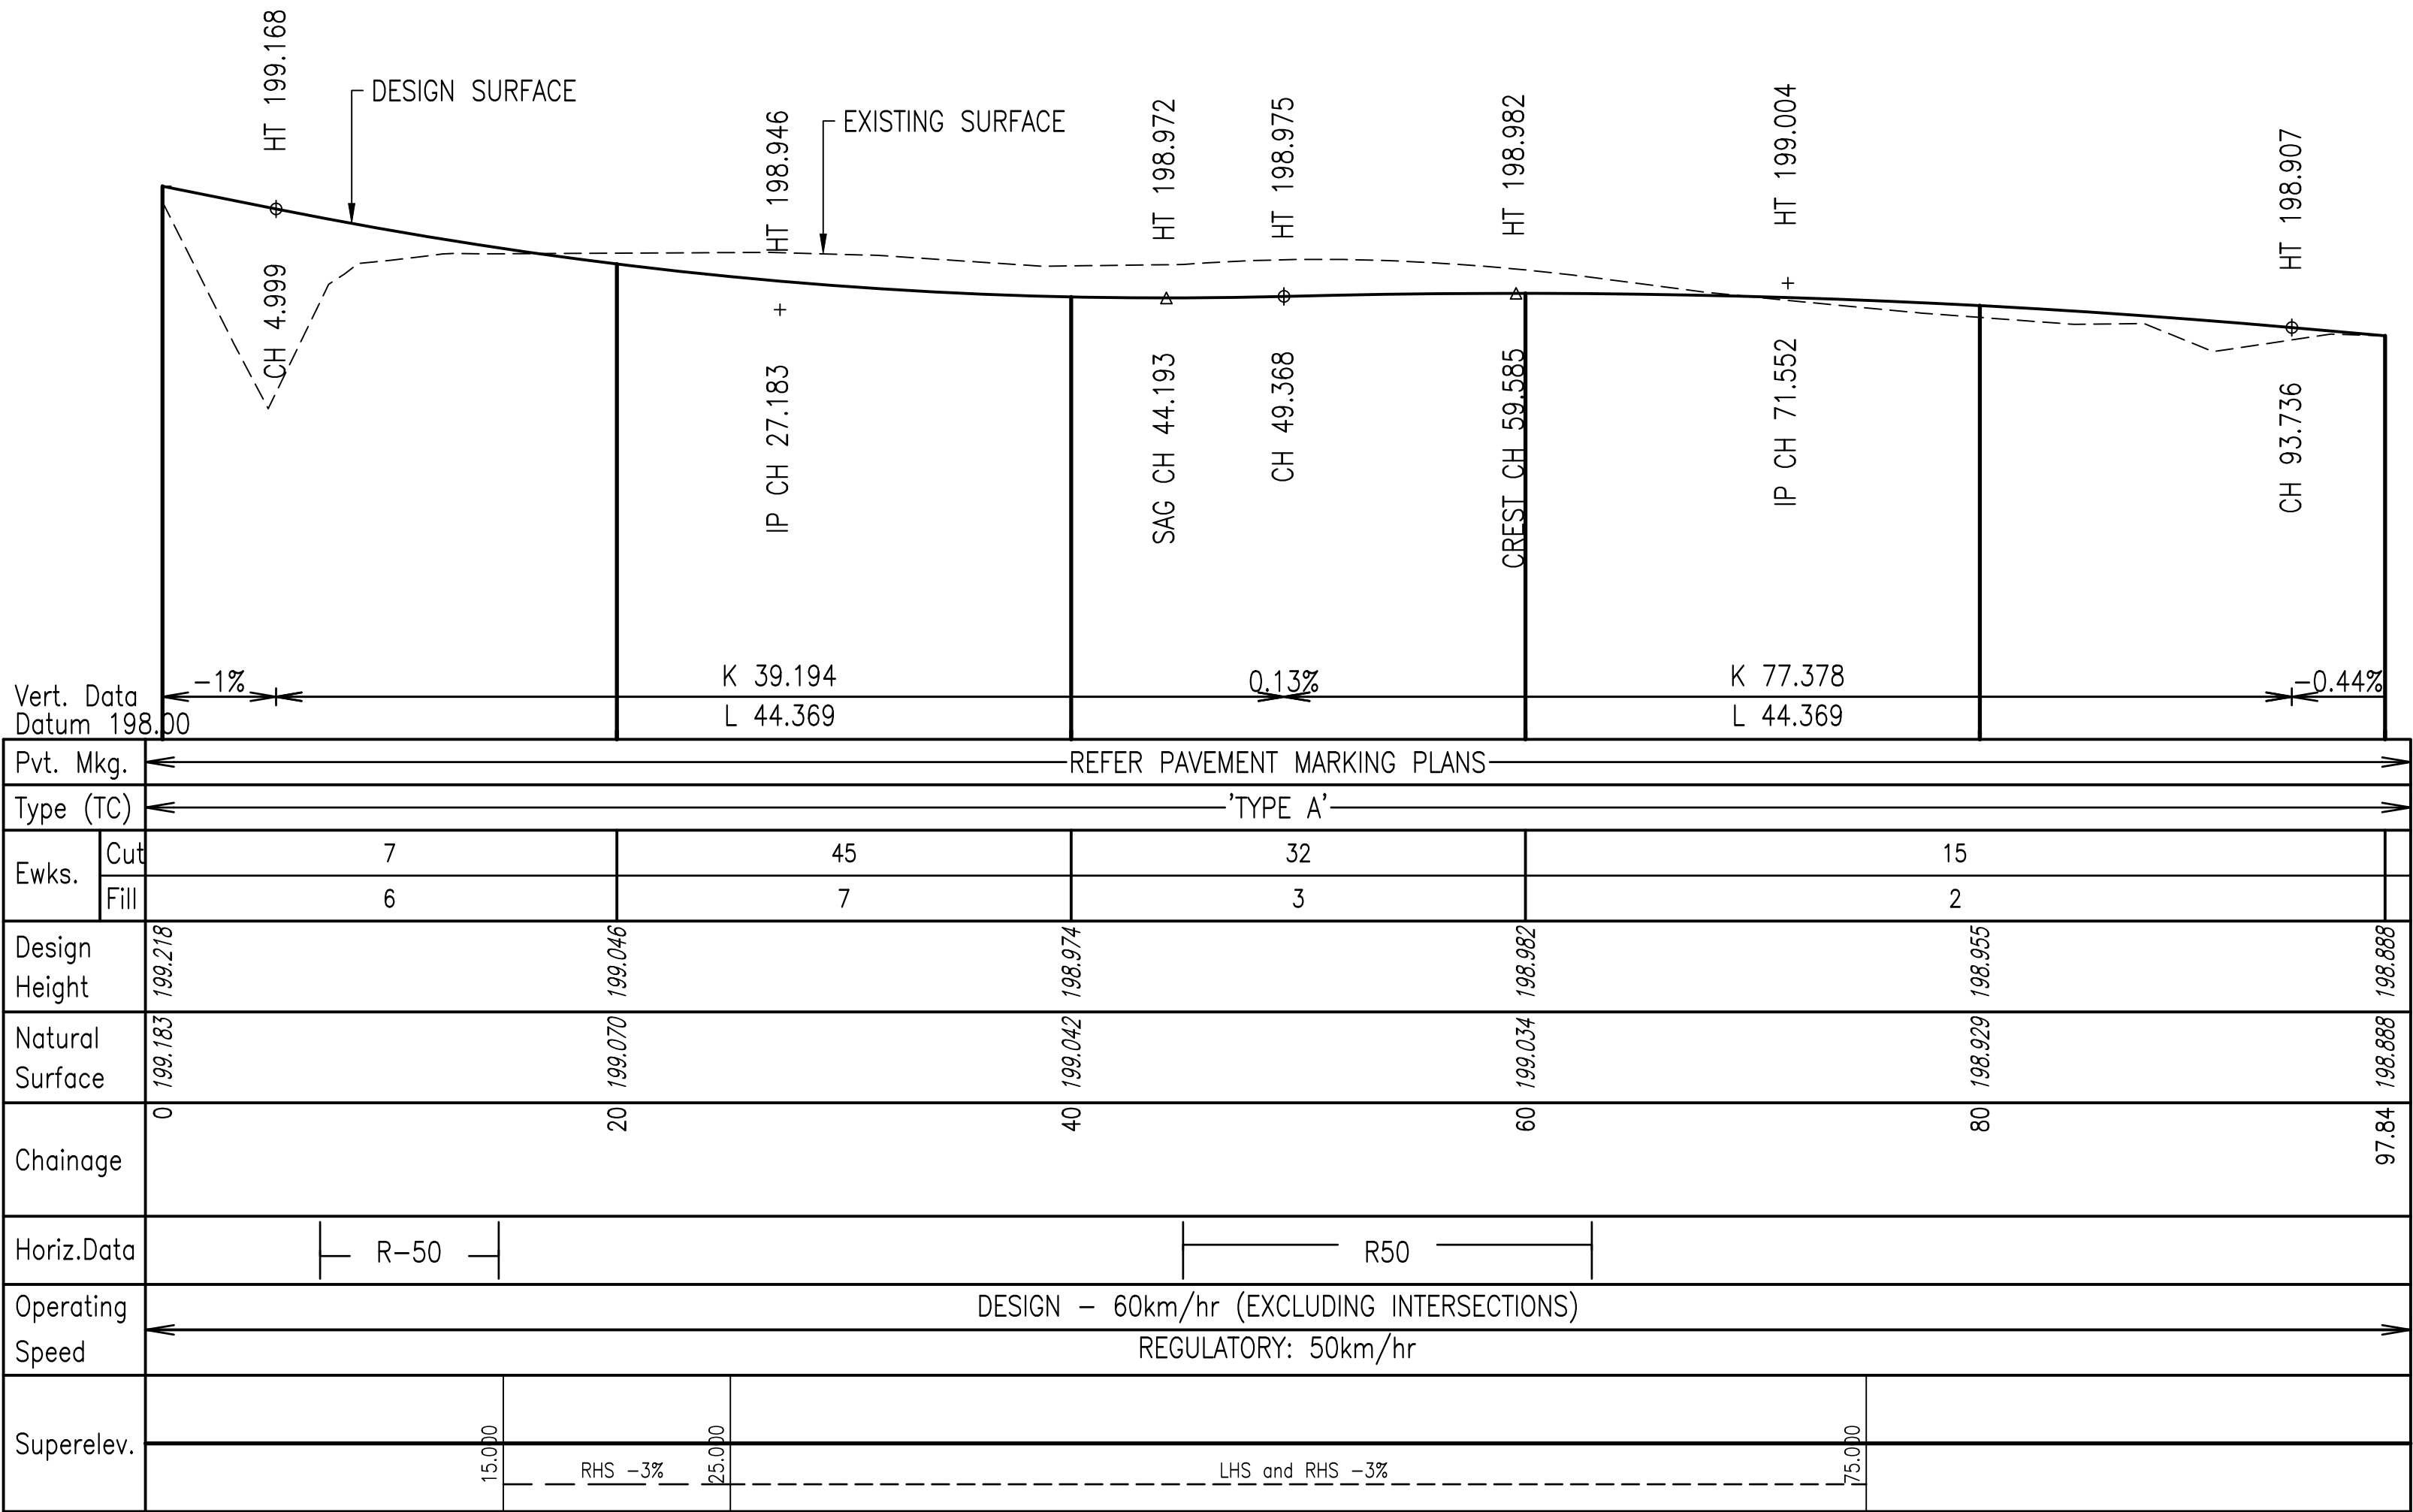 HT 199.168
DESIGN SURFACE
HT 198.946
EXISTING SURFACE
HT 198.972
HT 198.975
HT 198.982
HT 199.004
HT 198.907
CH 4.999
IP CH 27.183
SAG CH 44.193
CH 49.368
CREST CH 59.585
IP CH 71.552
CH 93.736
Vert. Data
-1%
K 39.194
L 44.369
0.13%
K 77.378
L 44.369
-0.44%
Datum 198.00
Pvt. Mkg.
REFER PAVEMENT MARKING PLANS
Type (TC)
'TYPE A'
Ewks.
Cut 7 45 32 15
Fill 6 7 3 2
Design
Height
199.218 199.046 198.974 198.982 198.955 198.888
Natural
Surface
199.183 199.070 199.042 199.034 198.929 198.888
Chainage
0 20 40 60 80 97.84
Horiz.Data
R-50
R50
Operating
Speed
DESIGN - 60km/hr (EXCLUDING INTERSECTIONS)
REGULATORY: 50km/hr
Superelev.
15.000
RHS -3%
25.000
LHS and RHS -3%
75.000